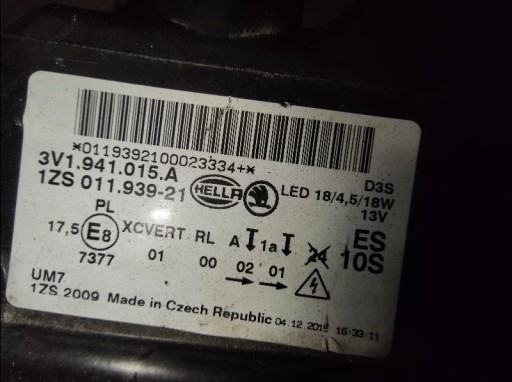 *0119392100023334+*
3V1.941.015.A
1ZS 011.939-21 HELLA LED 18/4,5/18W D3S
13V
PL
17,5 E8 XCVERT RL A 1a 24 ES
7377 01 00 02 01 10S
UM7
1ZS 2009 Made in Czech Republic 04.12.2015 16:33:11